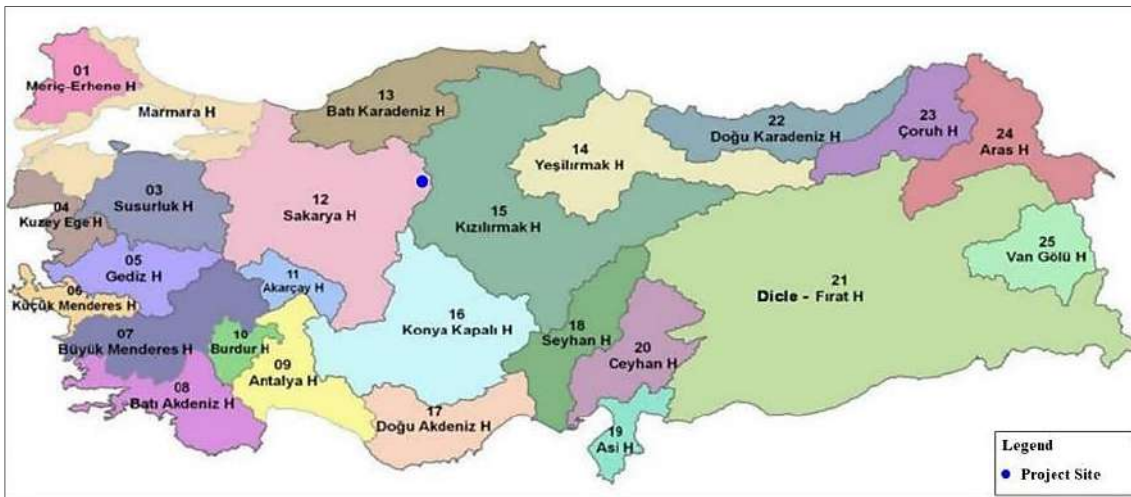 01
Meriç-Erhene H
Marmara H
03
Susurluk H
04
Kuzey Ege H
05
Gediz H
06
Küçük Menderes H
07
Büyük Menderes H
08
Batı Akdeniz H
09
Antalya H
10
Burdur H
11
Akarçay H
12
Sakarya H
13
Batı Karadeniz H
14
Yeşilırmak H
15
Kızılırmak H
16
Konya Kapalı H
17
Doğu Akdeniz H
18
Seyhan H
19
Asi H
20
Ceyhan H
21
Dicle - Fırat H
22
Doğu Karadeniz H
23
Çoruh H
24
Aras H
25
Van Gölü H
Legend
Project Site